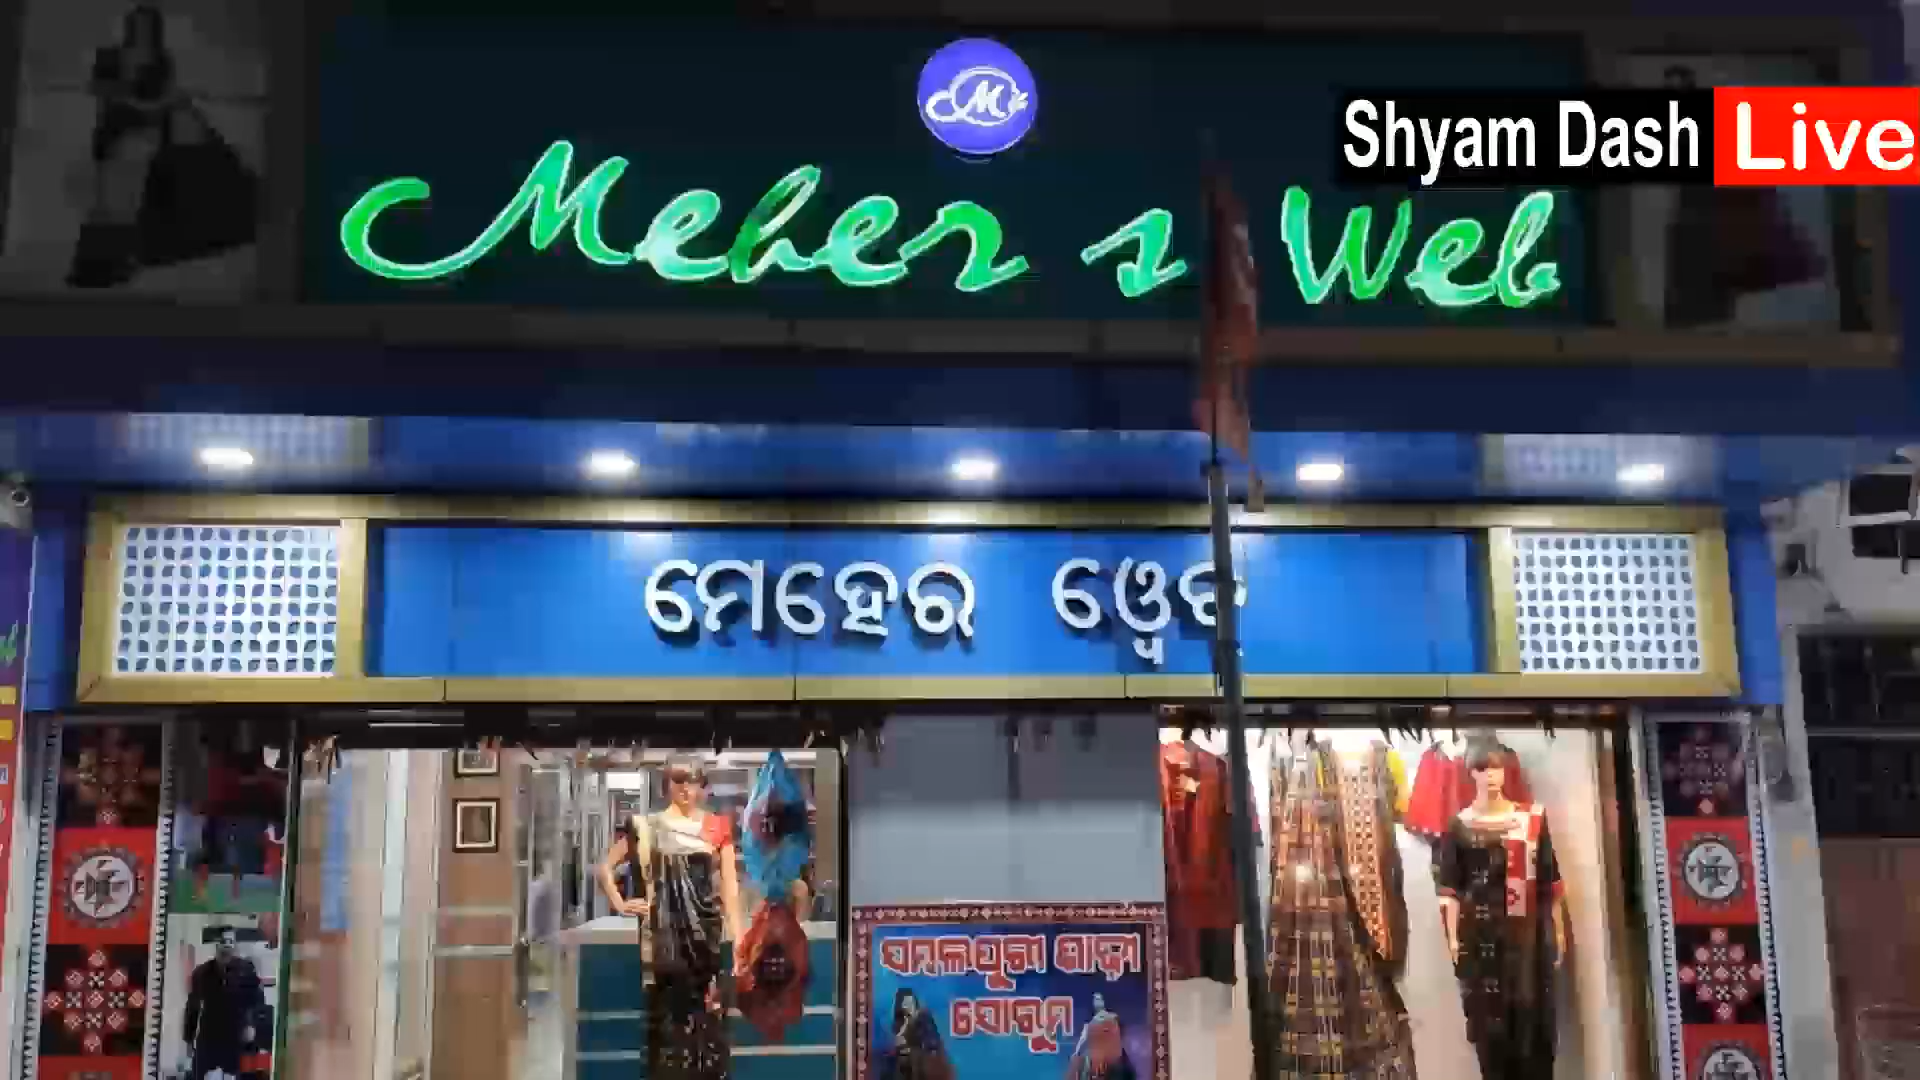 M
Shyam Dash Live
Meher s Web
ମେହେର ୱେବ
ସମ୍ବଲପୁରୀ ଶାଢ଼ୀ
ସୋରୁମ